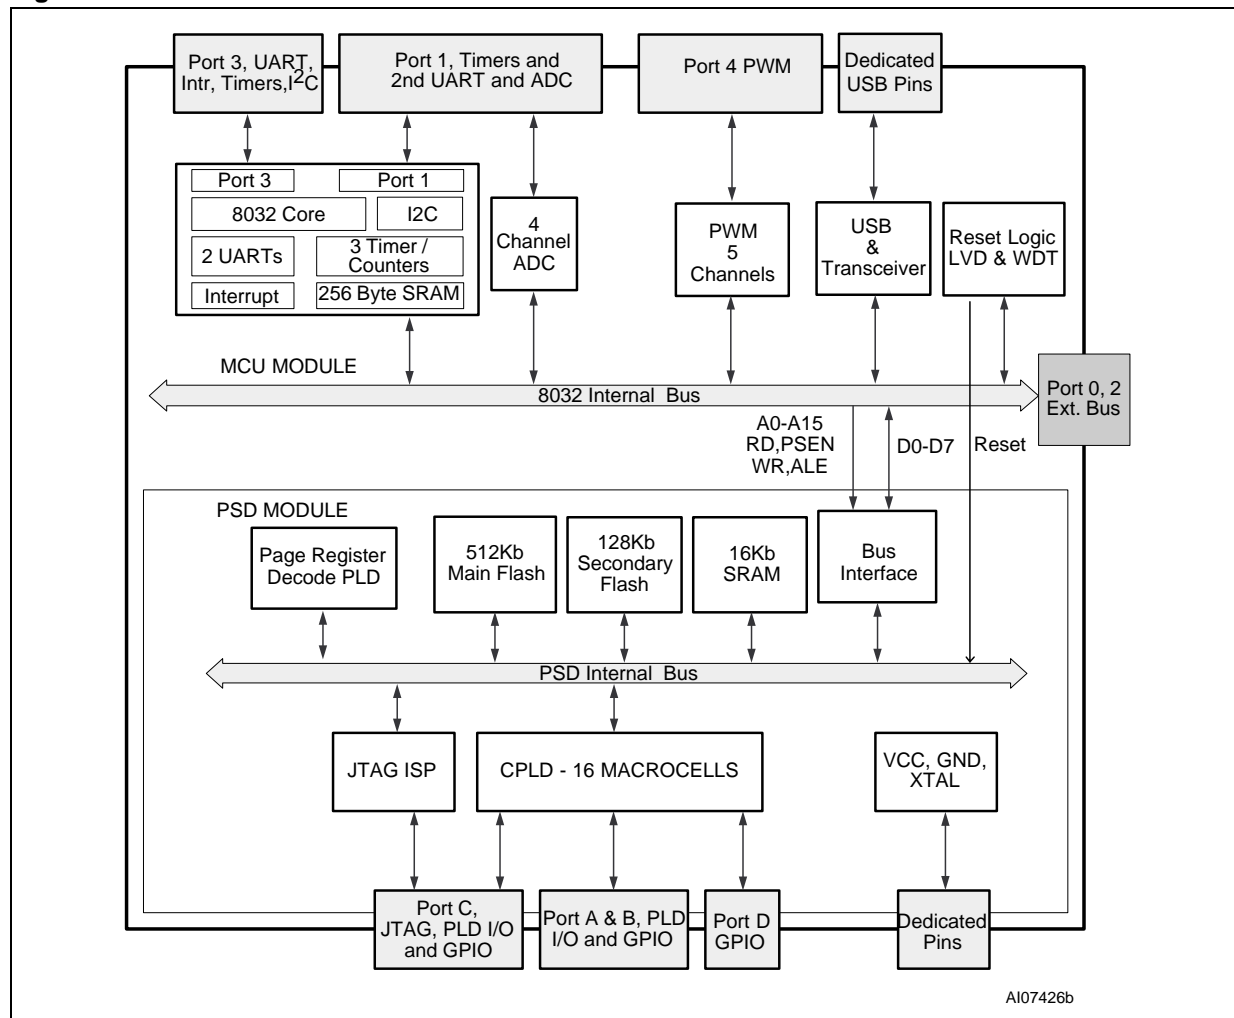 Port 3, UART,
Intr, Timers,I2C
Port 1, Timers and
2nd UART and ADC
Port 4 PWM
Dedicated
USB Pins
Port 3
Port 1
8032 Core
I2C
2 UARTs
3 Timer /
Counters
Interrupt
256 Byte SRAM
4
Channel
ADC
PWM
5
Channels
USB
&
Transceiver
Reset Logic
LVD & WDT
MCU MODULE
8032 Internal Bus
Port 0, 2
Ext. Bus
A0-A15
RD,PSEN
WR,ALE
D0-D7
Reset
PSD MODULE
Page Register
Decode PLD
512Kb
Main Flash
128Kb
Secondary
Flash
16Kb
SRAM
Bus
Interface
PSD Internal Bus
JTAG ISP
CPLD - 16 MACROCELLS
VCC, GND,
XTAL
Port C,
JTAG, PLD I/O
and GPIO
Port A & B, PLD
I/O and GPIO
Port D
GPIO
Dedicated
Pins
AI07426b